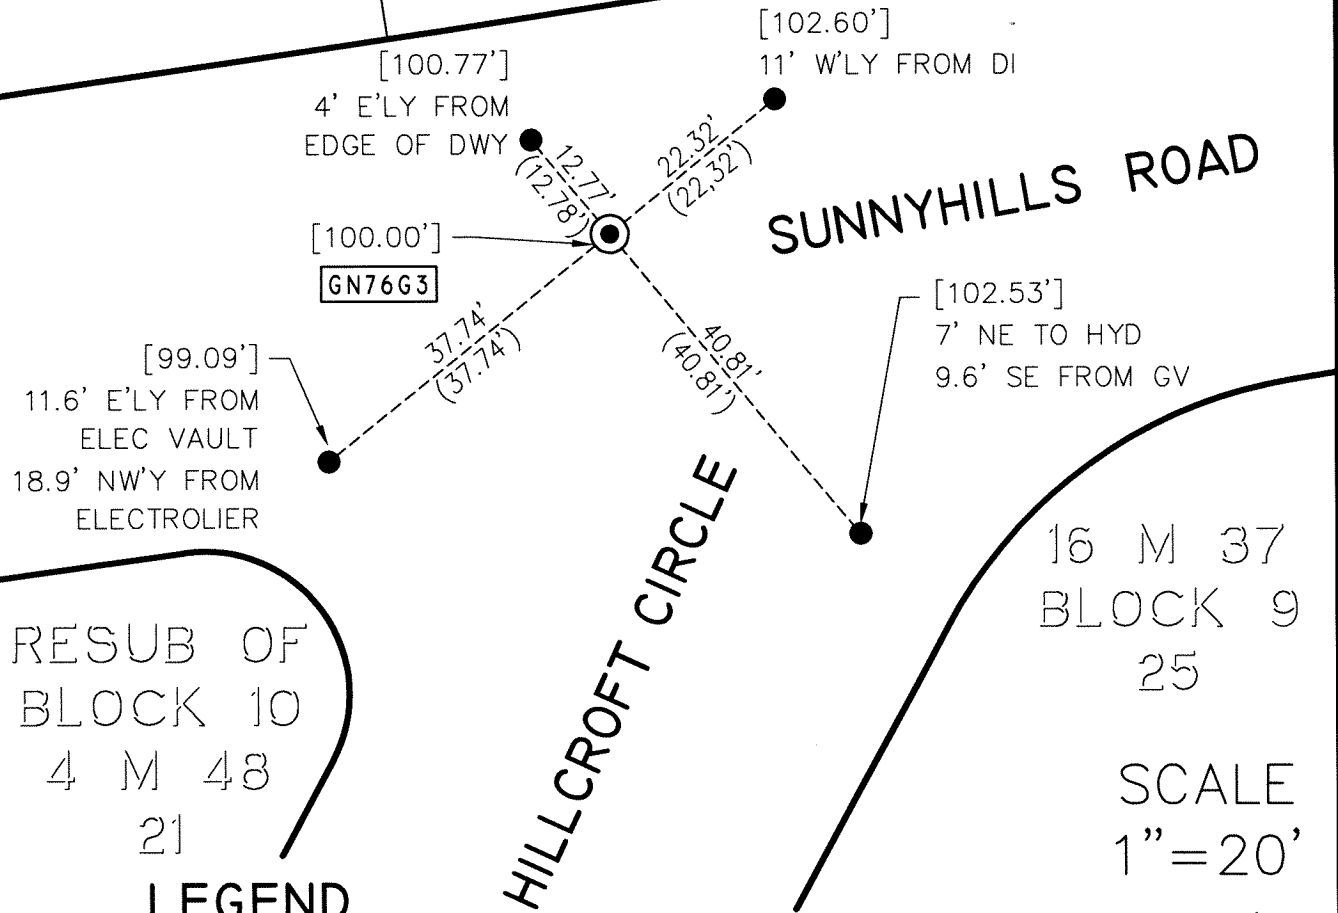 [102.60']
11' W'LY FROM DI
[100.77']
4' E'LY FROM
EDGE OF DWY
12.77'
(12.78')
22.32'
(22,32')
SUNNYHILLS ROAD
[100.00']
GN76G3
37.74'
(37.74')
40.81'
(40.81')
[102.53']
7' NE TO HYD
9.6' SE FROM GV
[99.09']
11.6' E'LY FROM
ELEC VAULT
18.9' NW'Y FROM
ELECTROLIER
HILLCROFT CIRCLE
16 M 37
BLOCK 9
25
RESUB OF
BLOCK 10
4 M 48
21
SCALE
1"=20'
LEGEND